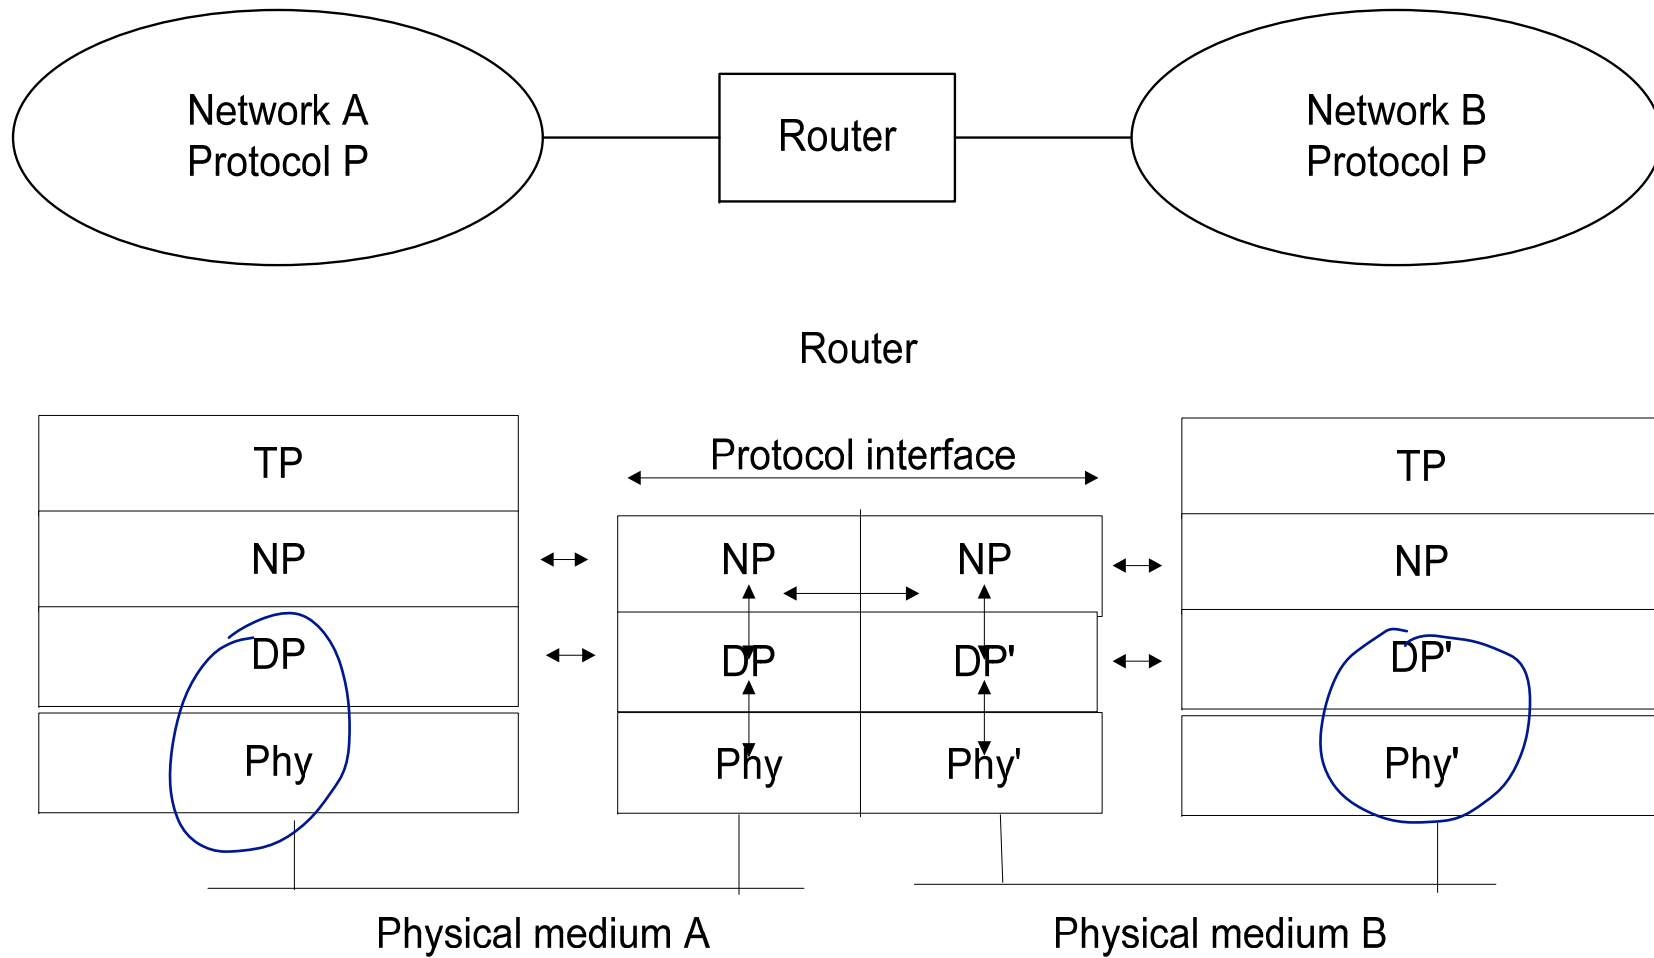 Network A
Protocol P
Router
Network B
Protocol P
Router
Protocol interface
TP
NP
DP
Phy
NP
NP
DP
DP'
Phy
Phy'
TP
NP
DP'
Phy'
Physical medium A
Physical medium B